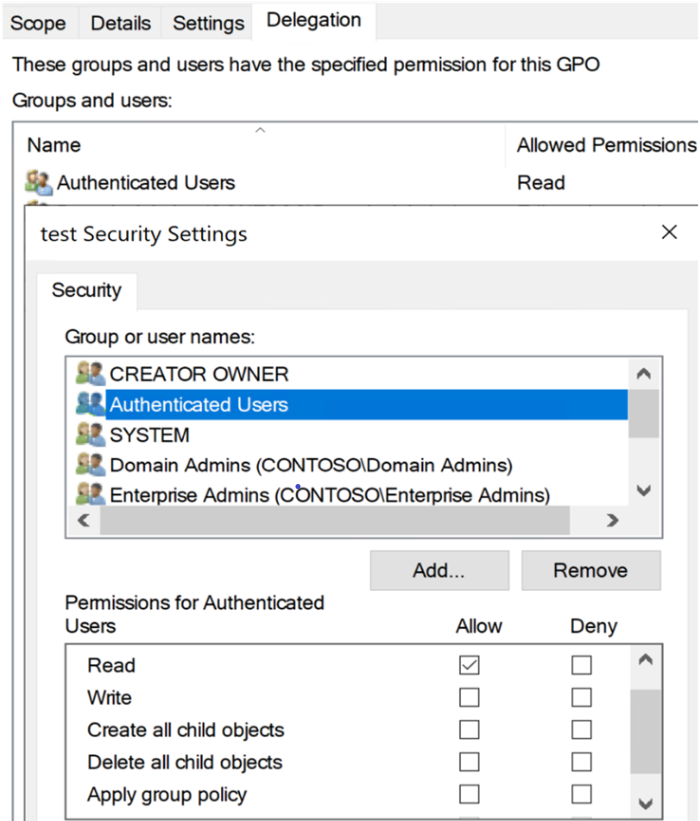 Scope Details Settings Delegation
These groups and users have the specified permission for this GPO
Groups and users:
Name Allowed Permissions
Authenticated Users Read
test Security Settings
Security
Group or user names:
CREATOR OWNER
Authenticated Users
SYSTEM
Domain Admins (CONTOSO\Domain Admins)
Enterprise Admins (CONTOSO\Enterprise Admins)
Add... Remove
Permissions for Authenticated
Users Allow Deny
Read
Write
Create all child objects
Delete all child objects
Apply group policy